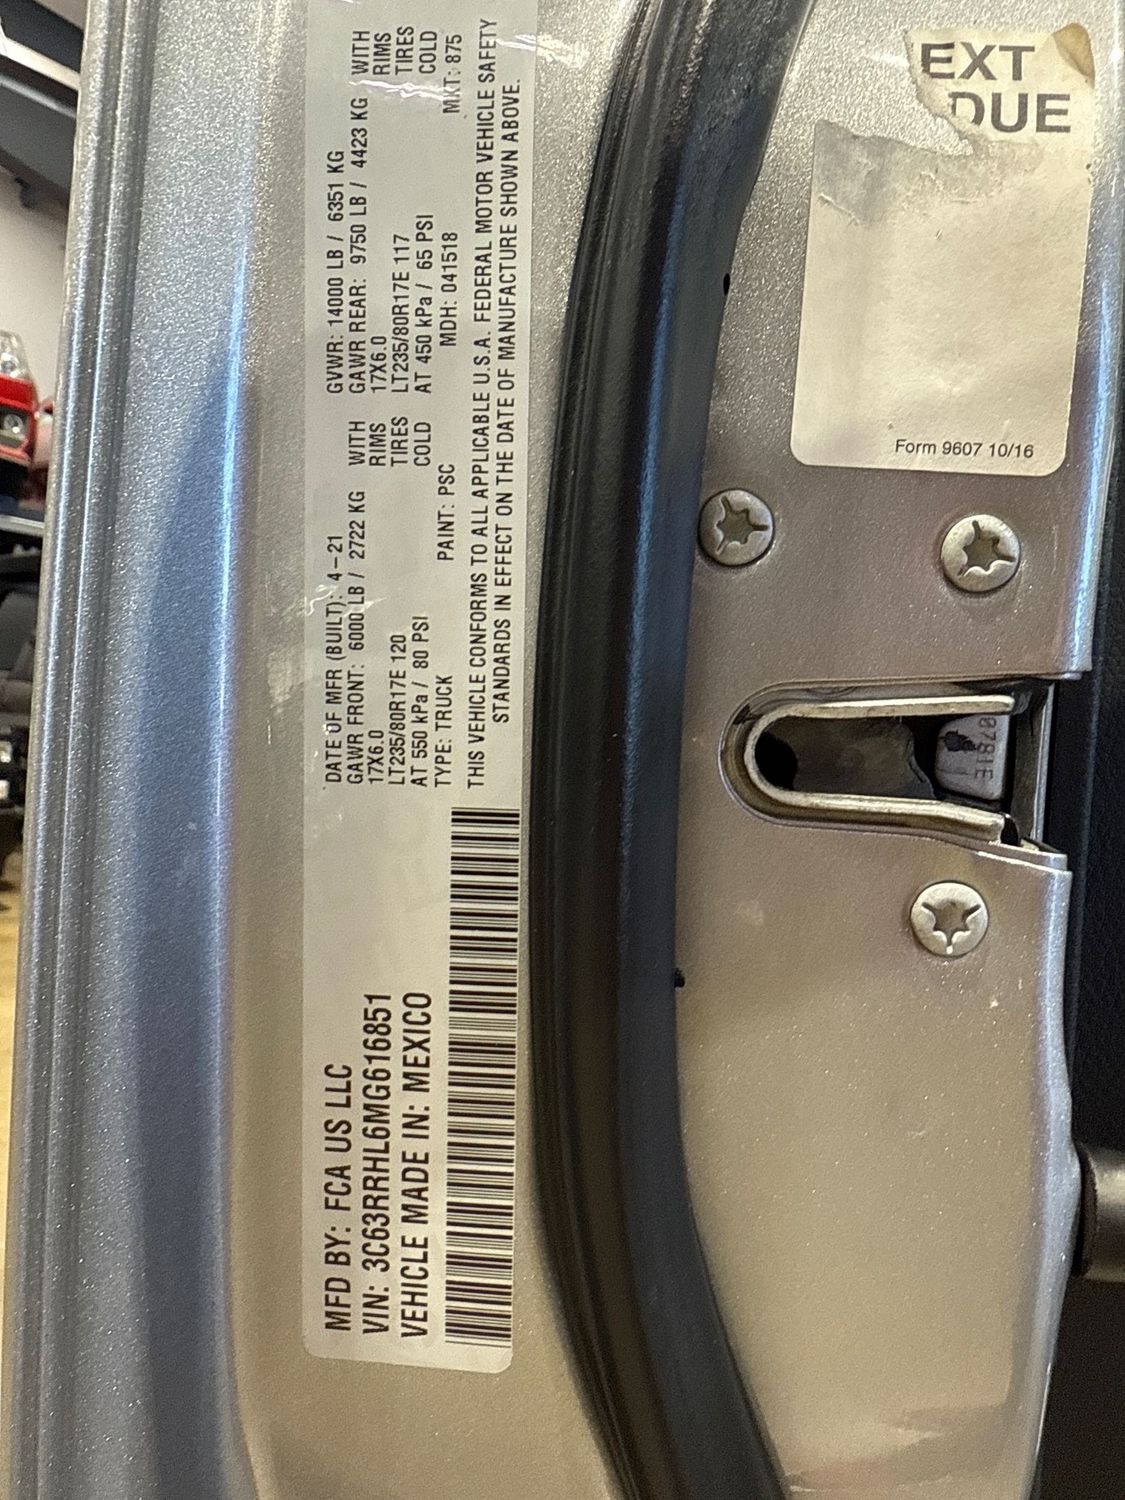 MFD BY: FCA US LLC
VIN: 3C63RRHL6MG616851
VEHICLE MADE IN: MEXICO
DATE OF MFR (BUILT): 4-21 GVWR: 14000 LB / 6351 KG
GAWR FRONT: 6000 LB / 2722 KG WITH GAWR REAR: 9750 LB / 4423 KG WITH
17X6.0 RIMS 17X6.0 RIMS
LT235/80R17E 120 TIRES LT235/80R17E 117 TIRES
AT 550 kPa / 80 PSI COLD AT 450 kPa / 65 PSI COLD
TYPE: TRUCK PAINT: PSC MDH: 041518 MKT: 875
THIS VEHICLE CONFORMS TO ALL APPLICABLE U.S.A. FEDERAL MOTOR VEHICLE SAFETY
STANDARDS IN EFFECT ON THE DATE OF MANUFACTURE SHOWN ABOVE.
EXT
DUE
Form 9607 10/16